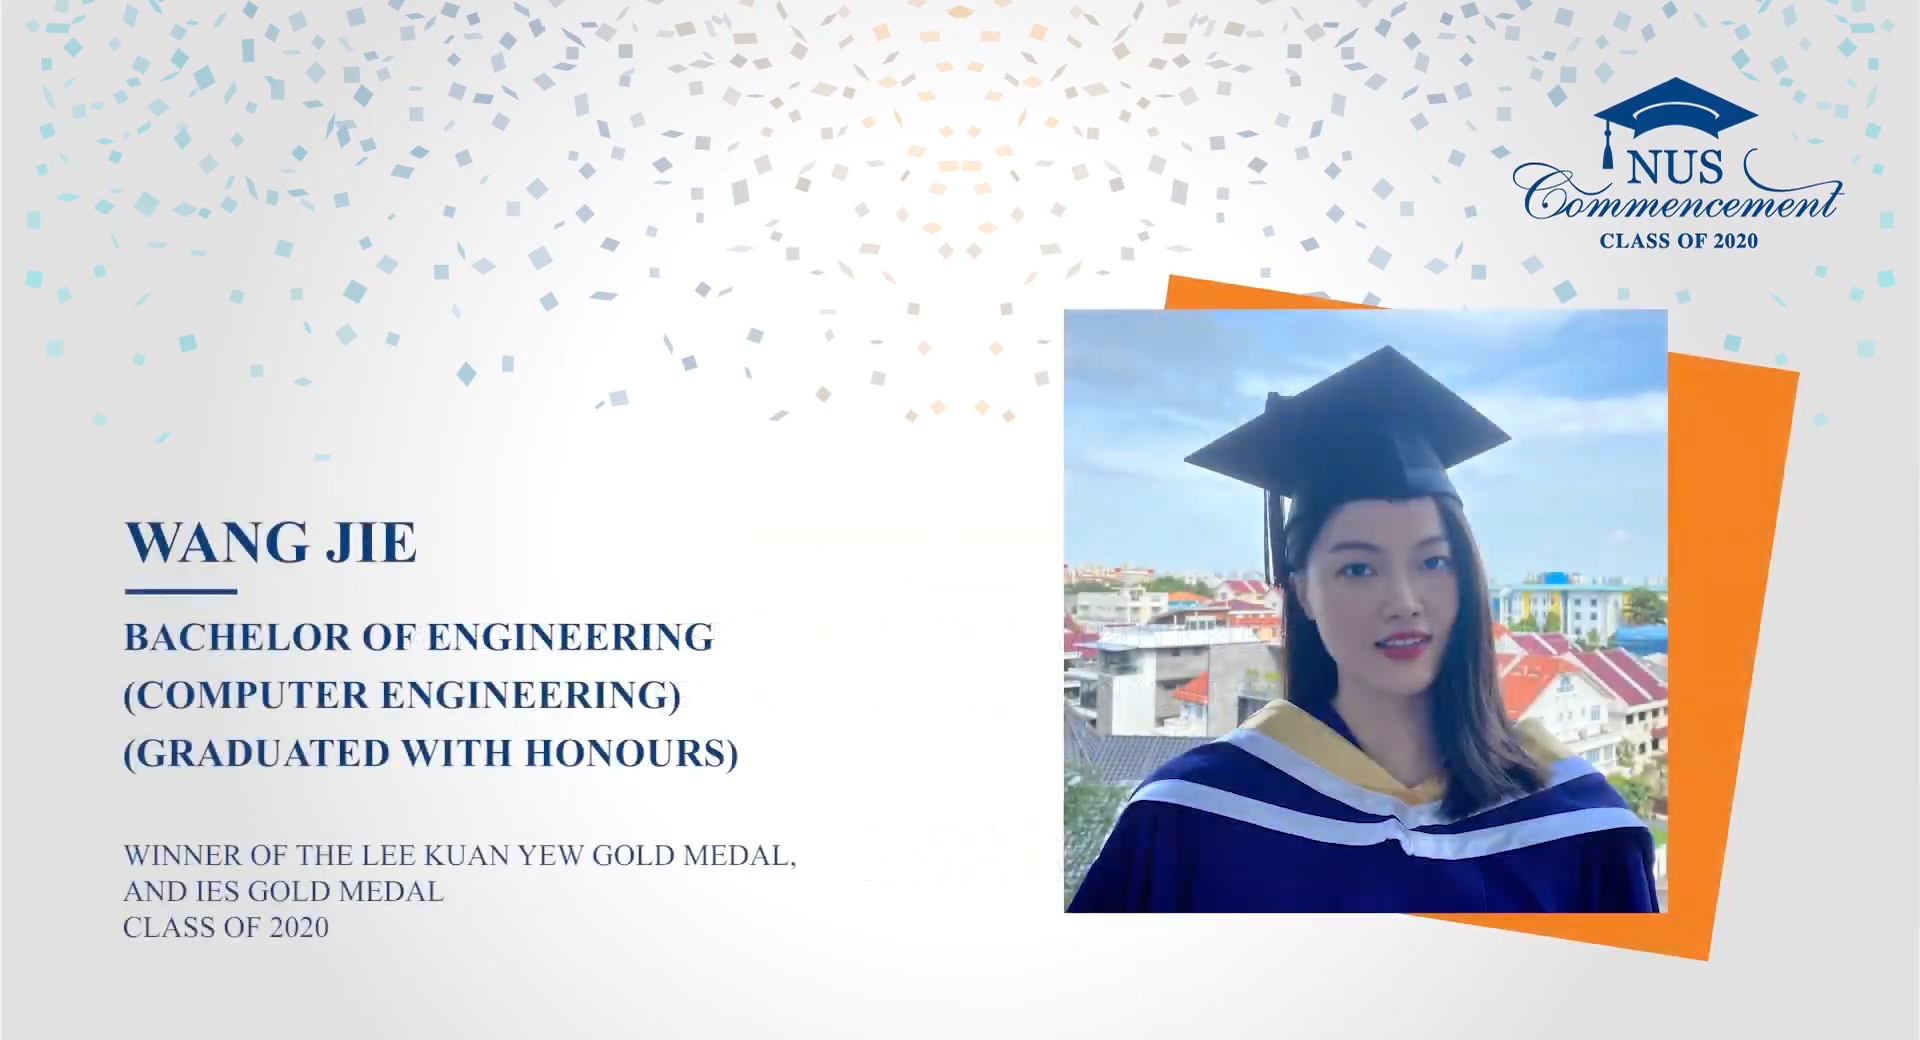 NUS
Commencement
CLASS OF 2020
WANG JIE
BACHELOR OF ENGINEERING
(COMPUTER ENGINEERING)
(GRADUATED WITH HONOURS)
WINNER OF THE LEE KUAN YEW GOLD MEDAL,
AND IES GOLD MEDAL
CLASS OF 2020